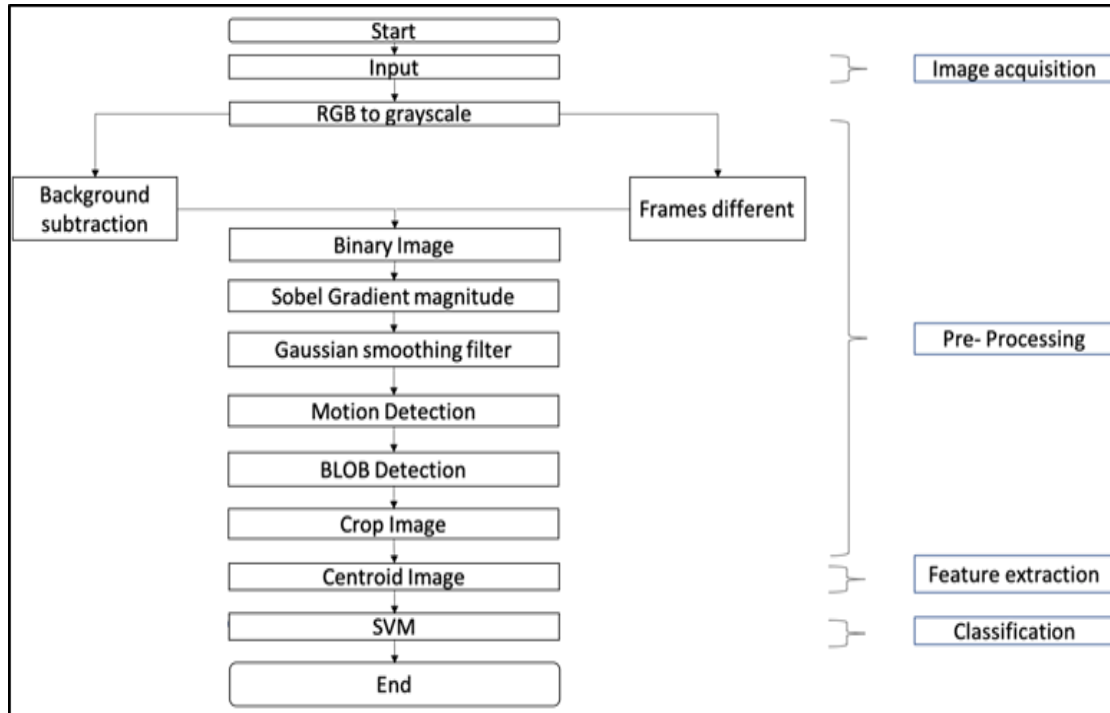 Start
Input
Image acquisition
RGB to grayscale
Background
subtraction
Frames different
Binary Image
Sobel Gradient magnitude
Gaussian smoothing filter
Pre- Processing
Motion Detection
BLOB Detection
Crop Image
Centroid Image
Feature extraction
SVM
Classification
End